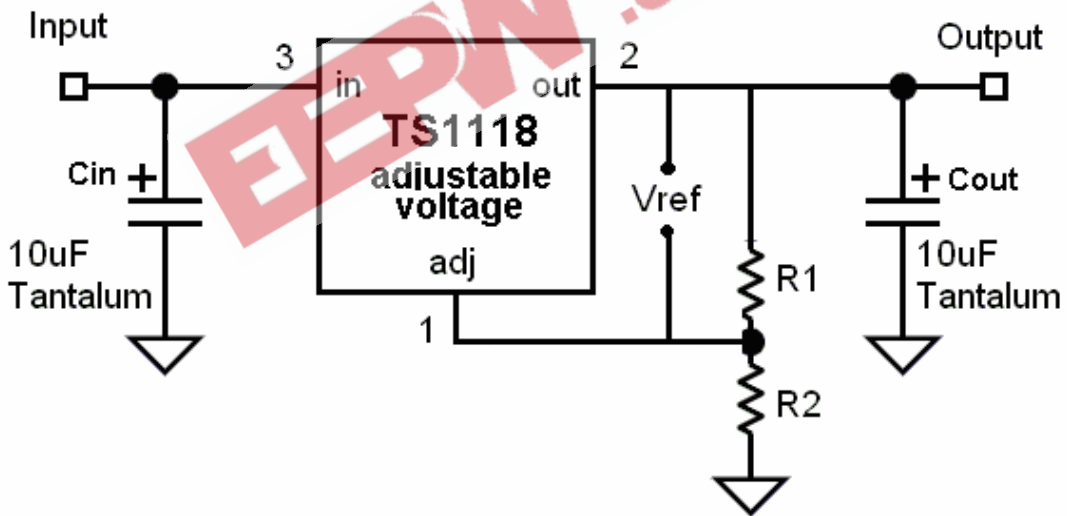 Input
Output
3
2
in
out
TS1118
adjustable
voltage
adj
1
Cin +
10uF
Tantalum
Vref
R1
R2
+ Cout
10uF
Tantalum
EEPW